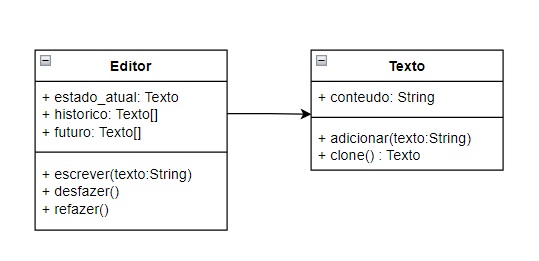 Editor
+ estado_atual: Texto
+ historico: Texto[]
+ futuro: Texto[]
+ escrever(texto:String)
+ desfazer()
+ refazer()
Texto
+ conteudo: String
+ adicionar(texto:String)
+ clone() : Texto